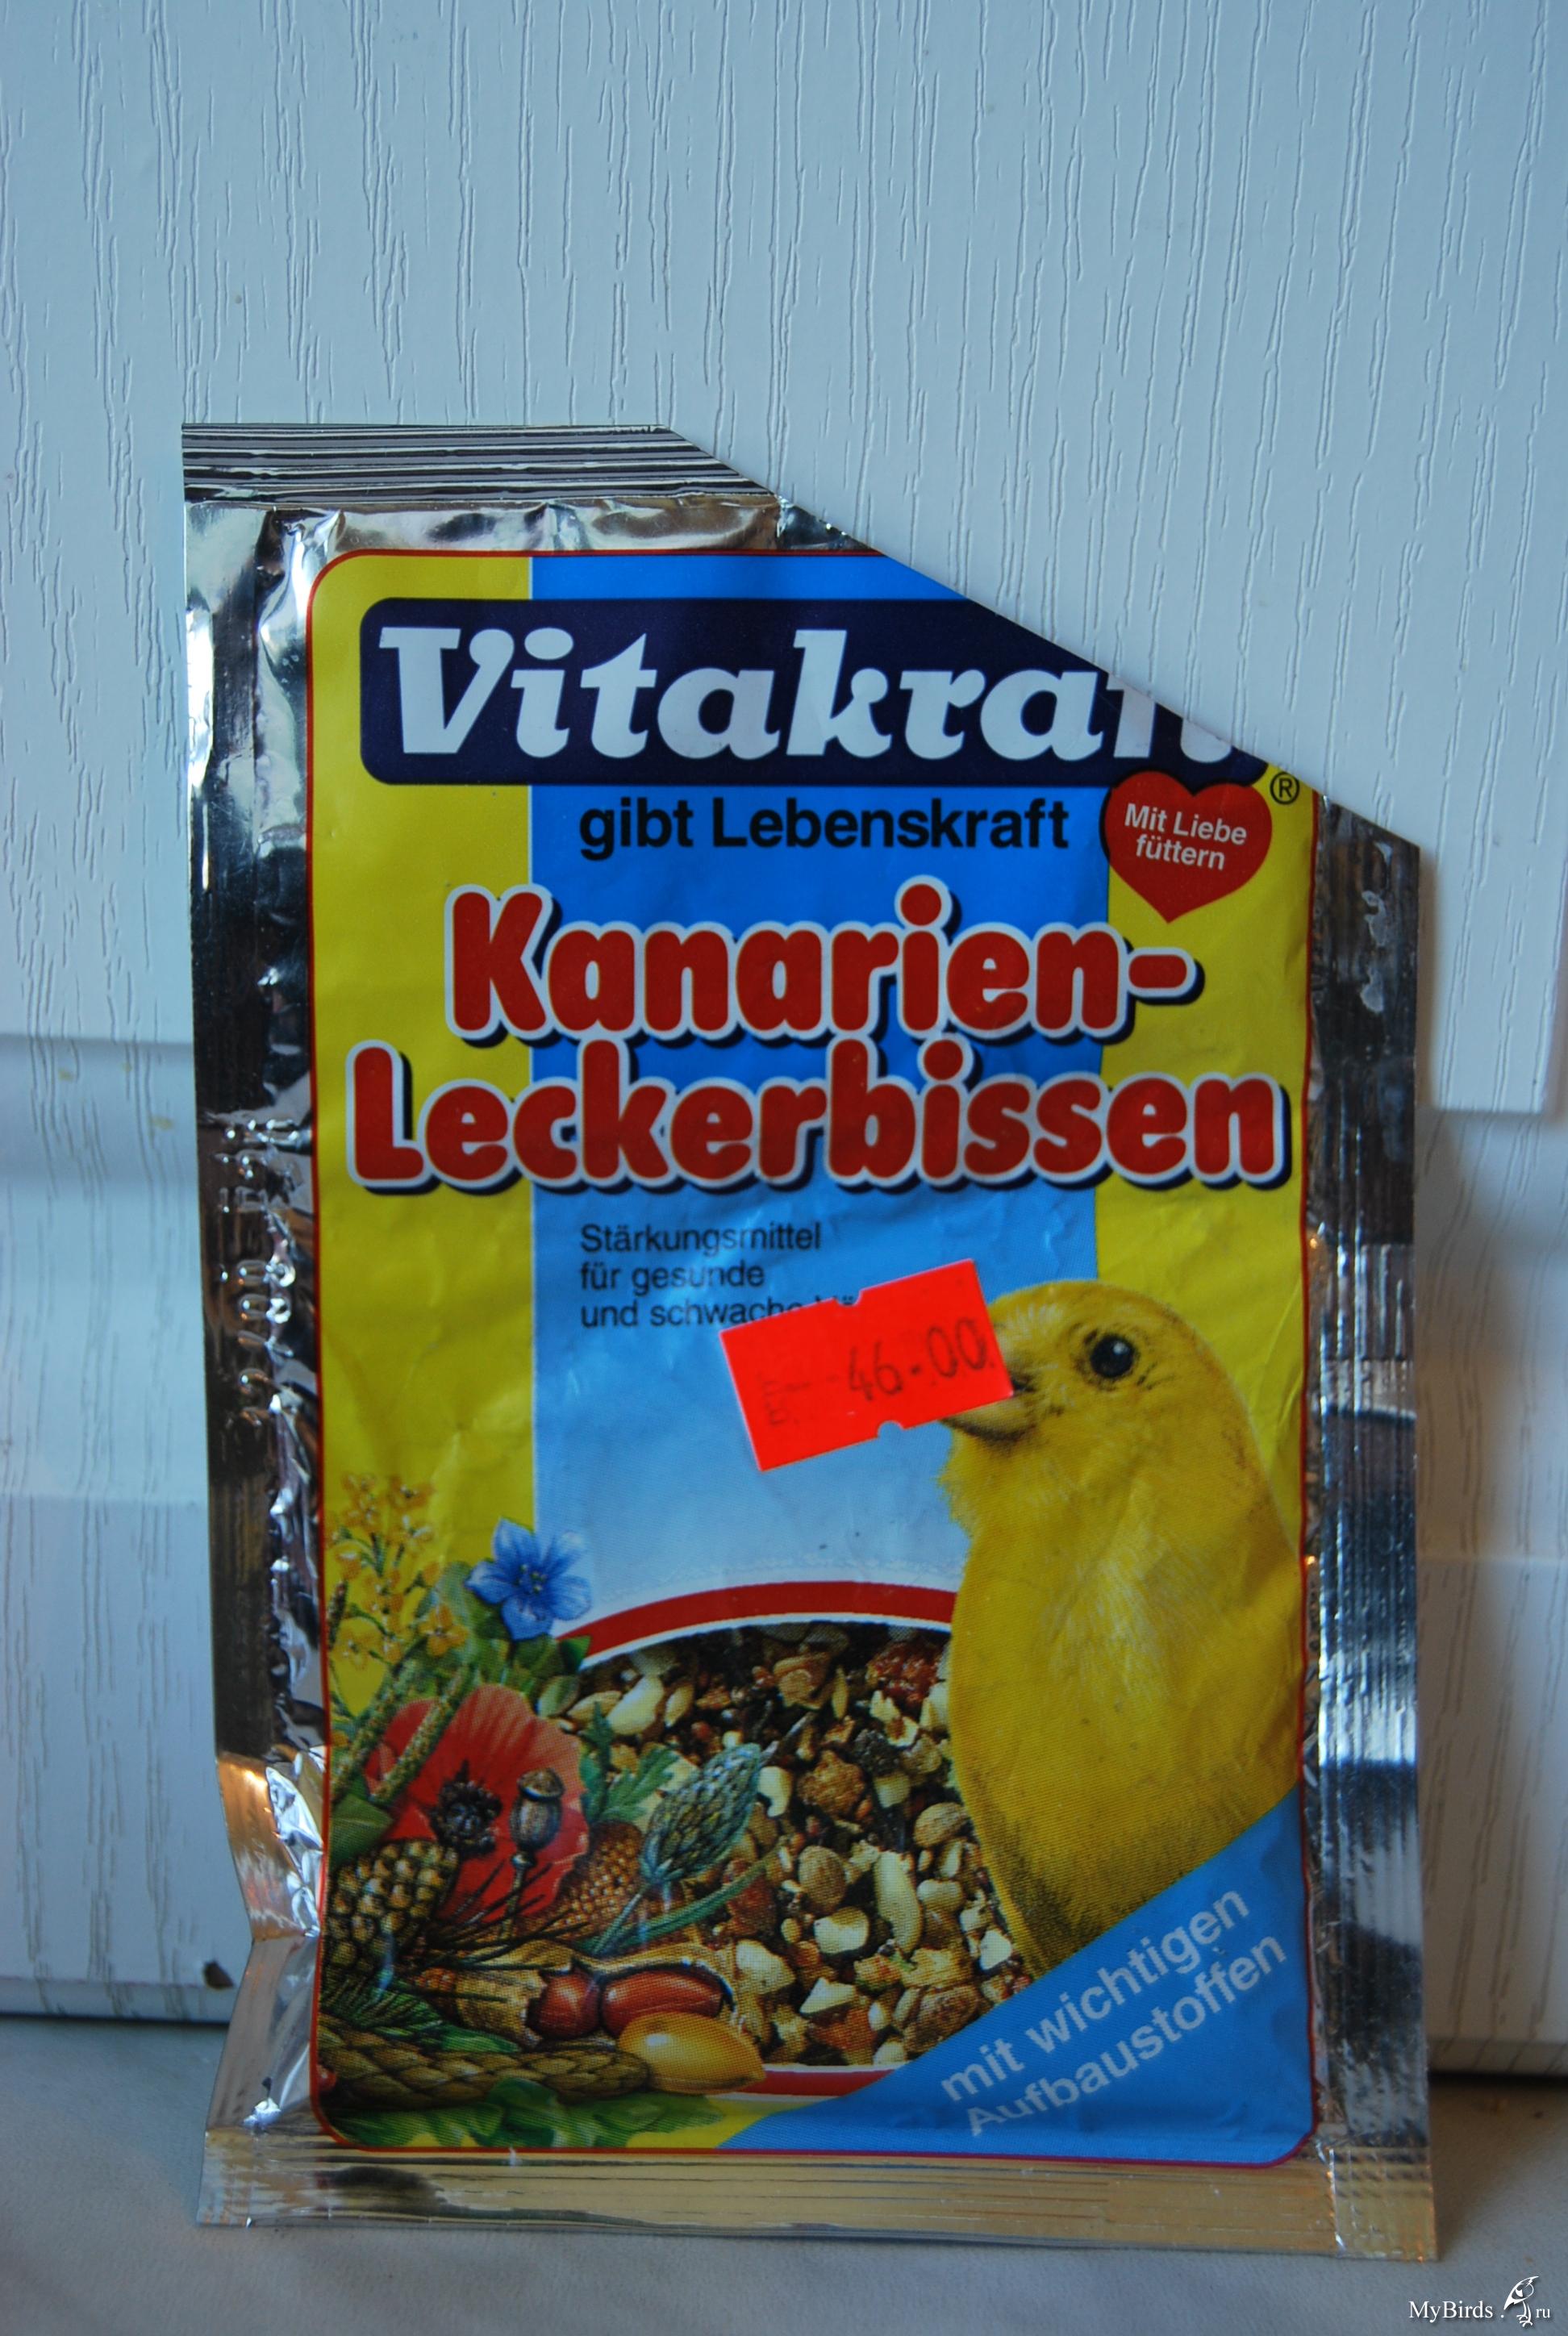 Vitakraft
®
gibt Lebenskraft
Mit Liebe
füttern
Kanarien-
Leckerbissen
Stärkungsmittel
für gesunde
und schwache
46.00
mit wichtigen
Aufbaustoffen
MyBirds.ru